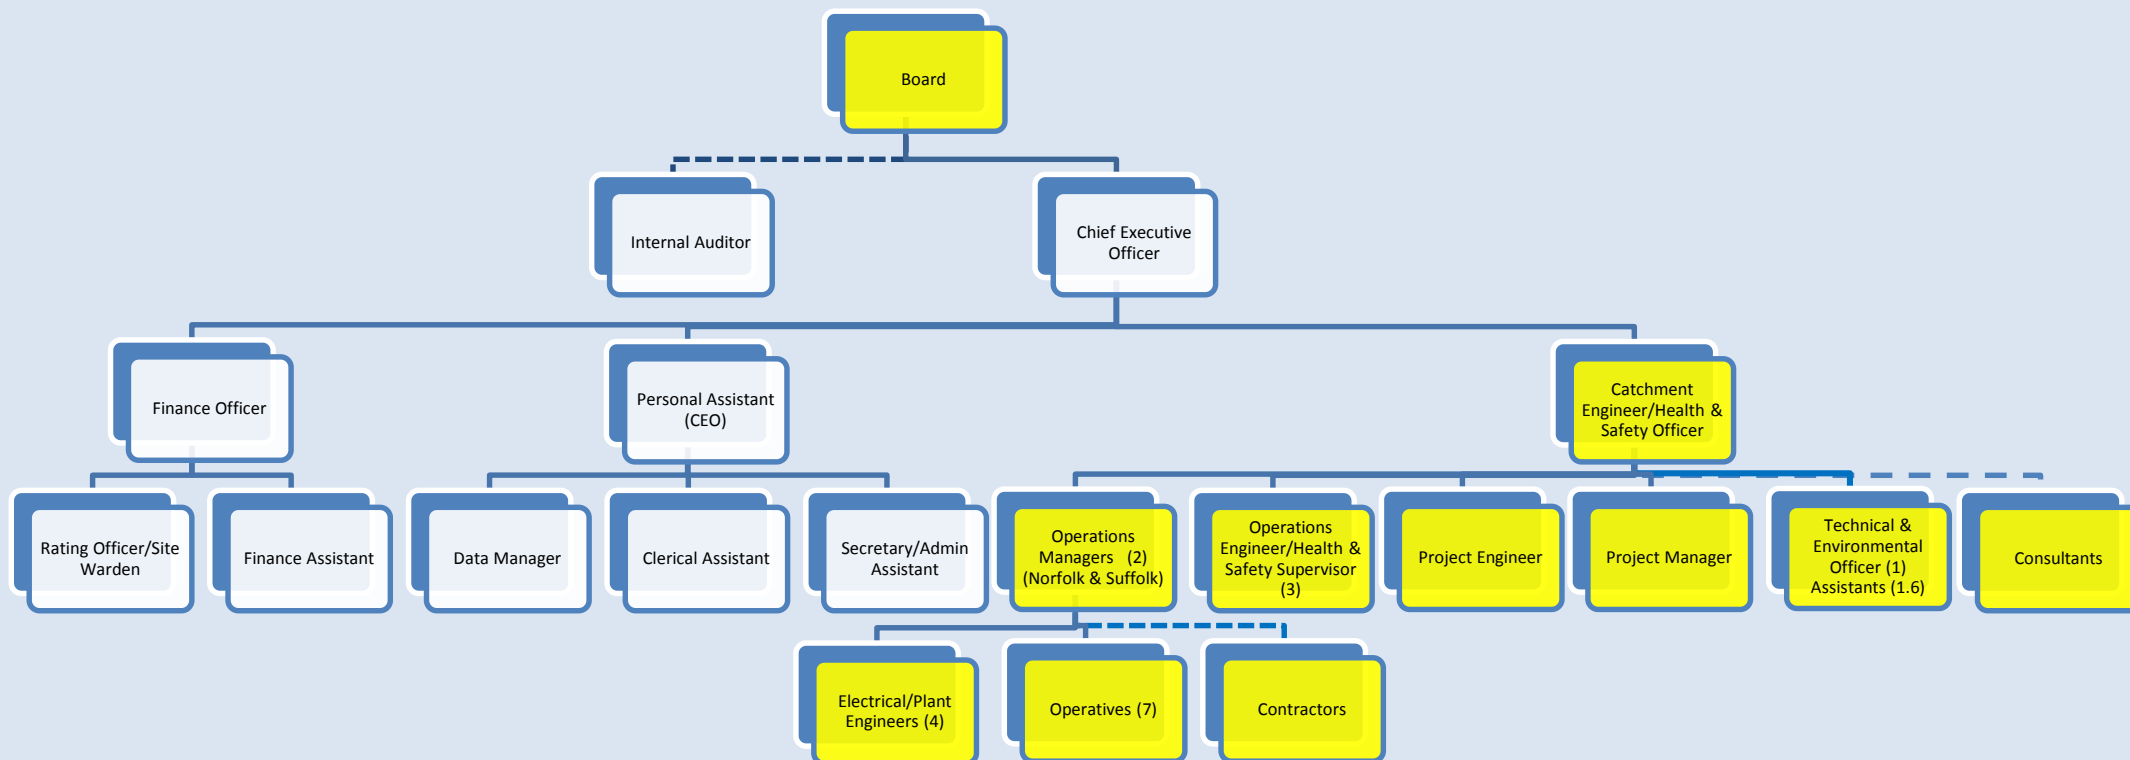 Board
Internal Auditor
Chief Executive
Officer
Finance Officer
Personal Assistant
(CEO)
Catchment
Engineer/Health &
Safety Officer
Rating Officer/Site
Warden
Finance Assistant
Data Manager
Clerical Assistant
Secretary/Admin
Assistant
Operations
Managers (2)
(Norfolk & Suffolk)
Operations
Engineer/Health &
Safety Supervisor
(3)
Project Engineer
Project Manager
Technical &
Environmental
Officer (1)
Assistants (1.6)
Consultants
Electrical/Plant
Engineers (4)
Operatives (7)
Contractors